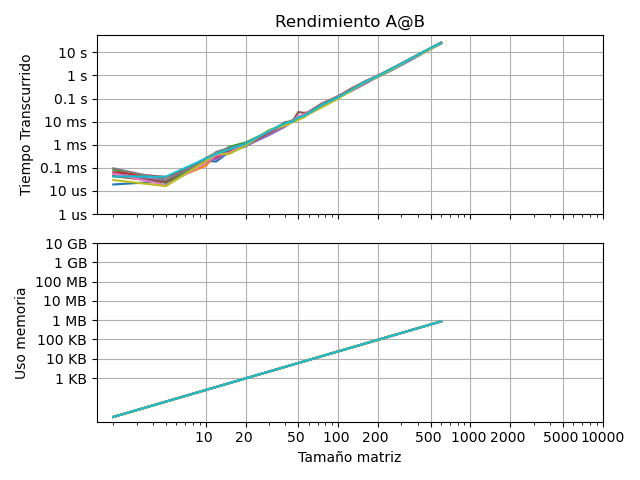 Rendimiento A@B
Tiempo Transcurrido
10 s
1 s
0.1 s
10 ms
1 ms
0.1 ms
10 us
1 us
Uso memoria
10 GB
1 GB
100 MB
10 MB
1 MB
100 KB
10 KB
1 KB
10 20 50 100 200 500 1000 2000 5000 10000
Tamaño matriz